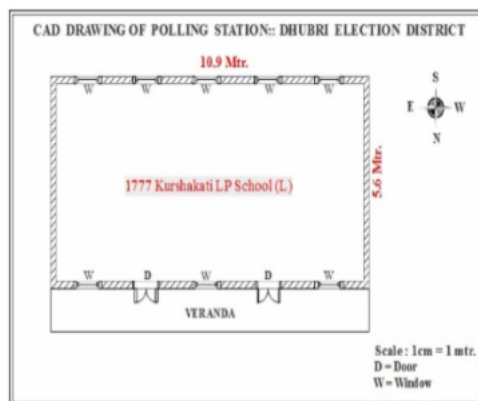 CAD DRAWING OF POLLING STATION:: DHUBRI ELECTION DISTRICT
10.9 Mtr.
W W W W W
S
E W
N
1777 Kurshakati LP School (L)
5.6 Mtr.
W D W D W
VERANDA
Scale : 1cm = 1 mtr.
D = Door
W = Window